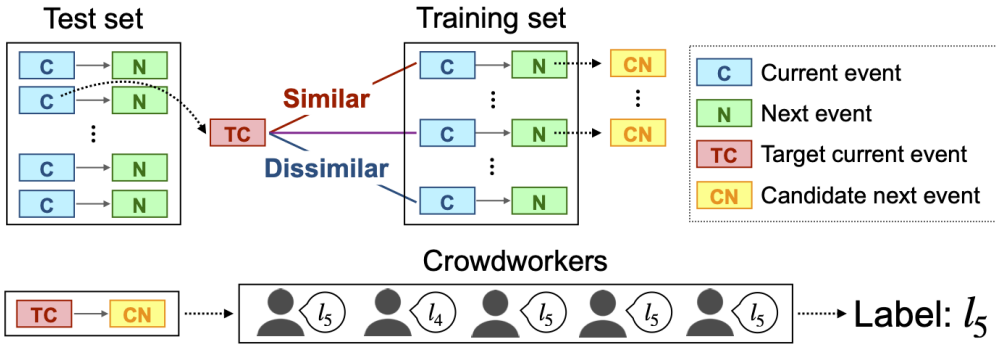 Test set
Training set
C N
C N
C N
C N
TC
Similar
Dissimilar
C N CN
C N CN
C N
C Current event
N Next event
TC Target current event
CN Candidate next event
Crowdworkers
TC CN
l5 l4 l5 l5 l5
Label: l5